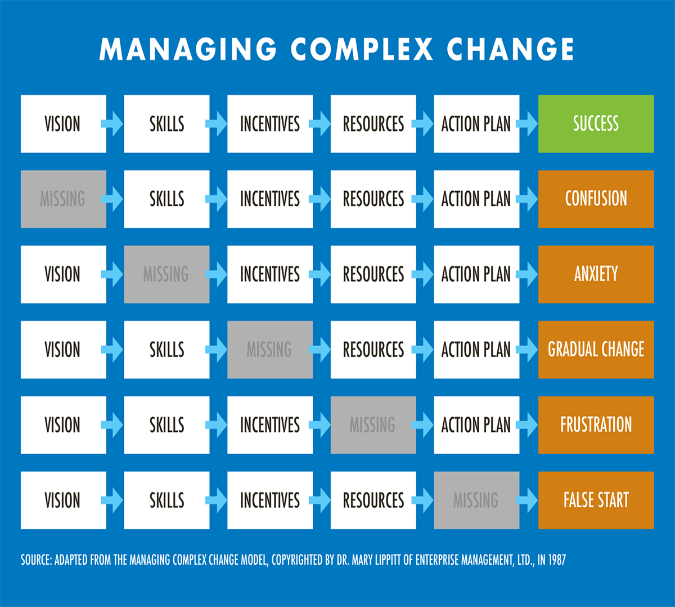 MANAGING COMPLEX CHANGE
VISION SKILLS INCENTIVES RESOURCES ACTION PLAN SUCCESS
MISSING SKILLS INCENTIVES RESOURCES ACTION PLAN CONFUSION
VISION MISSING INCENTIVES RESOURCES ACTION PLAN ANXIETY
VISION SKILLS MISSING RESOURCES ACTION PLAN GRADUAL CHANGE
VISION SKILLS INCENTIVES MISSING ACTION PLAN FRUSTRATION
VISION SKILLS INCENTIVES RESOURCES MISSING FALSE START
SOURCE: ADAPTED FROM THE MANAGING COMPLEX CHANGE MODEL, COPYRIGHTED BY DR. MARY LIPPITT OF ENTERPRISE MANAGEMENT, LTD., IN 1987